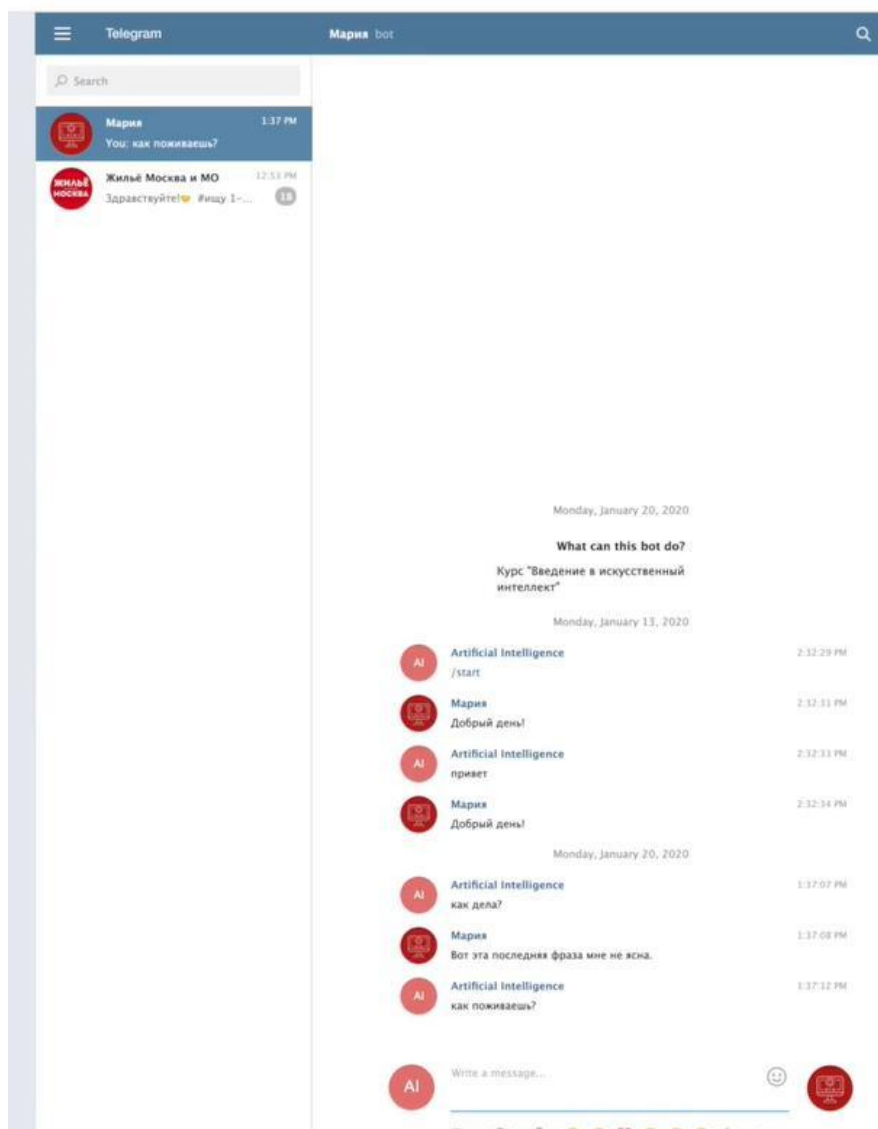 Telegram
Мария bot
Search
Мария 1:37 PM
You: как поживаешь?
ЖИЛЬЁ
МОСКВА
Жильё Москва и МО 12:53 PM
Здравствуйте!🤝 #ищу 1-... 18
Monday, January 20, 2020
What can this bot do?
Курс "Введение в искусственный
интеллект"
Monday, January 13, 2020
AI
Artificial Intelligence 2:32:29 PM
/start
Мария 2:32:31 PM
Добрый день!
AI
Artificial Intelligence 2:32:33 PM
привет
Мария 2:32:34 PM
Добрый день!
Monday, January 20, 2020
AI
Artificial Intelligence 1:37:07 PM
как дела?
Мария 1:37:08 PM
Вот эта последняя фраза мне не ясна.
AI
Artificial Intelligence 1:37:12 PM
как поживаешь?
AI
Write a message...